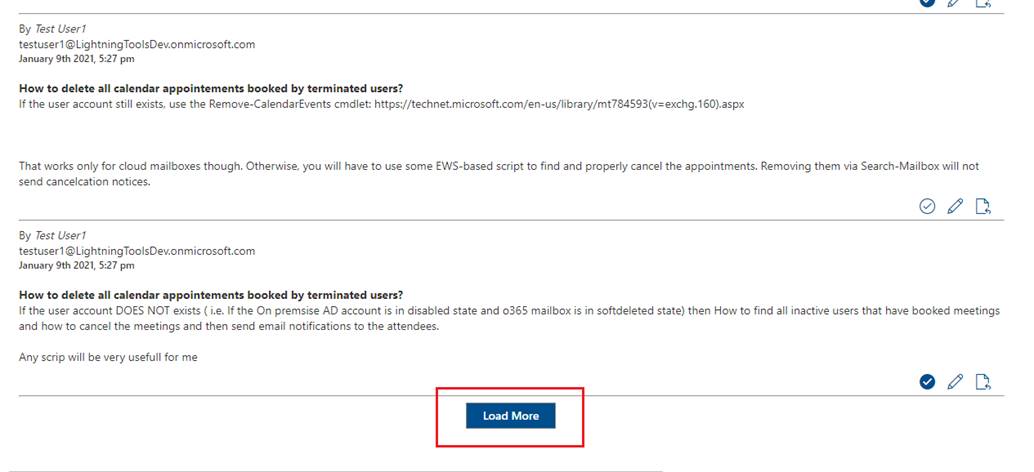 By Test User1
testuser1@LightningToolsDev.onmicrosoft.com
January 9th 2021, 5:27 pm
How to delete all calendar appointements booked by terminated users?
If the user account still exists, use the Remove-CalendarEvents cmdlet: https://technet.microsoft.com/en-us/library/mt784593(v=exchg.160).aspx
That works only for cloud mailboxes though. Otherwise, you will have to use some EWS-based script to find and properly cancel the appointments. Removing them via Search-Mailbox will not
send cancelcation notices.
By Test User1
testuser1@LightningToolsDev.onmicrosoft.com
January 9th 2021, 5:27 pm
How to delete all calendar appointements booked by terminated users?
If the user account DOES NOT exists ( i.e. If the On premsise AD account is in disabled state and o365 mailbox is in softdeleted state) then How to find all inactive users that have booked meetings
and how to cancel the meetings and then send email notifications to the attendees.
Any scrip will be very usefull for me
Load More